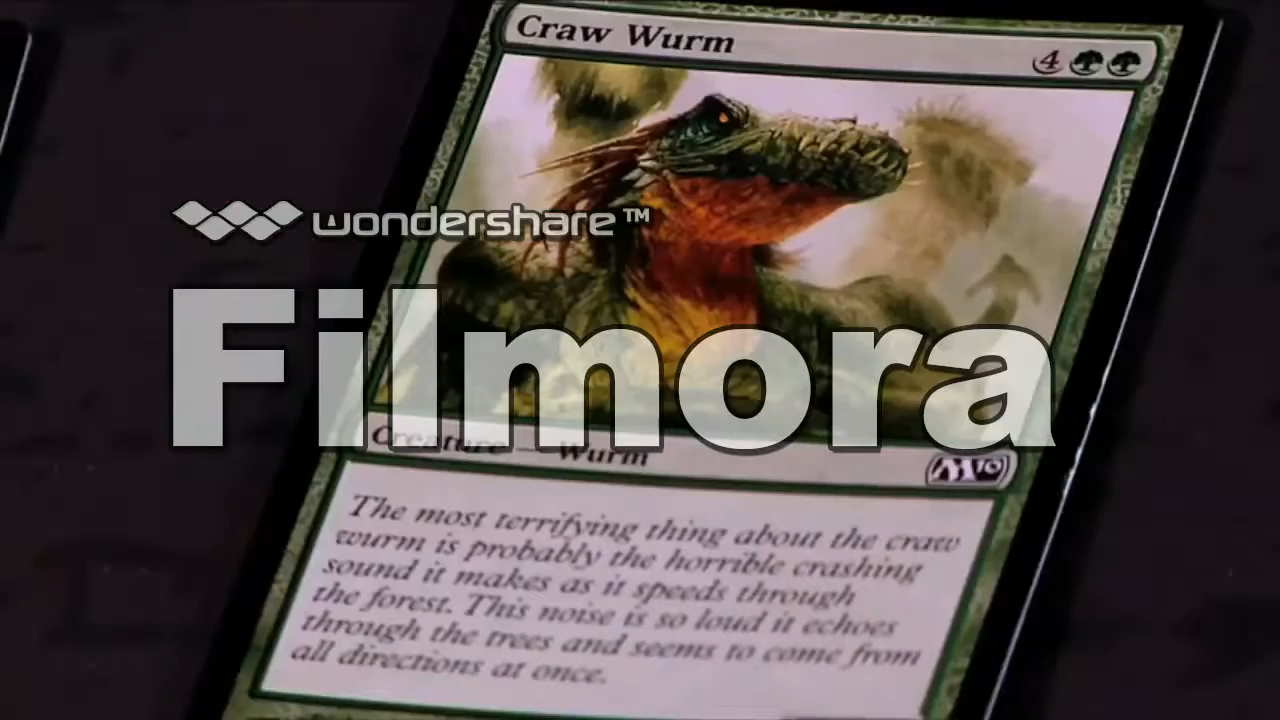 Craw Wurm
4
wondershare™
Filmora
Creature — Wurm
M10
The most terrifying thing about the craw
wurm is probably the horrible crashing
sound it makes as it speeds through
the forest. This noise is so loud it echoes
through the trees and seems to come from
all directions at once.